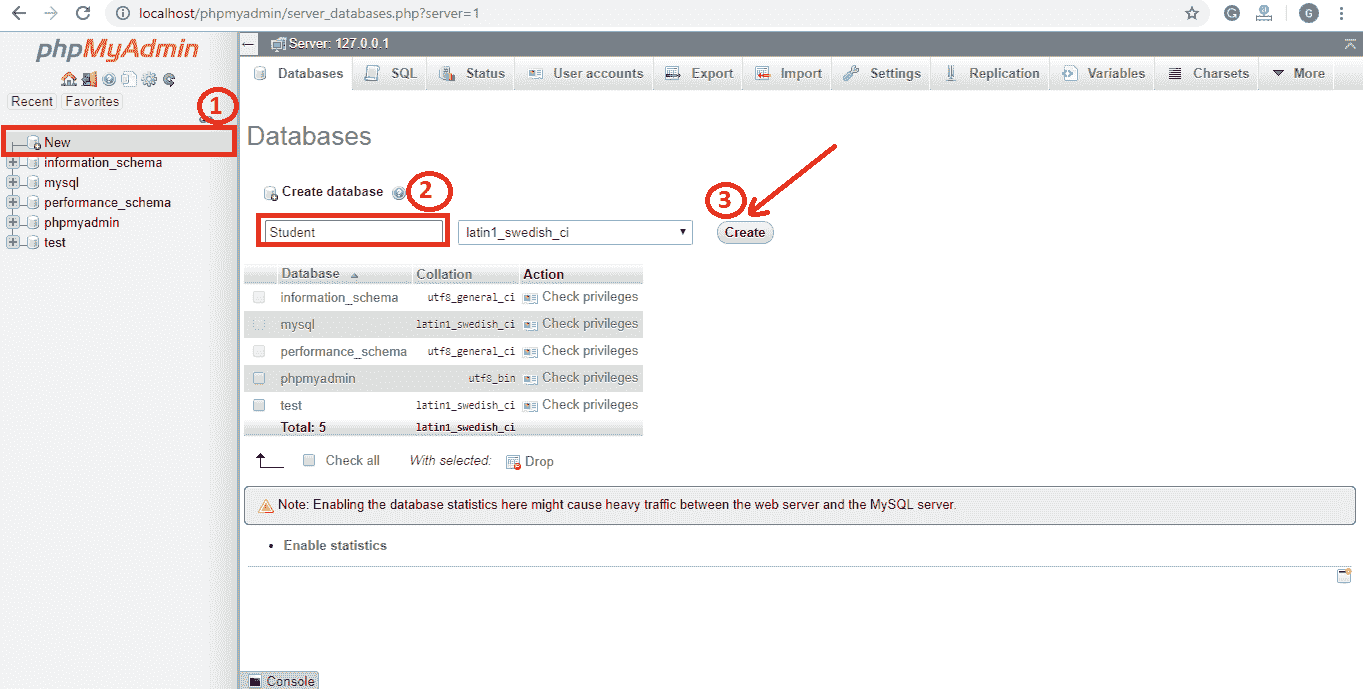 localhost/phpmyadmin/server_databases.php?server=1
G
phpMyAdmin
Server: 127.0.0.1
Recent Favorites
Databases SQL Status User accounts Export Import Settings Replication Variables Charsets More
1
New
information_schema
mysql
performance_schema
phpmyadmin
test
Databases
Create database
2
3
Student
latin1_swedish_ci
Create
Database Collation Action
information_schema utf8_general_ci Check privileges
mysql latin1_swedish_ci Check privileges
performance_schema utf8_general_ci Check privileges
phpmyadmin utf8_bin Check privileges
test latin1_swedish_ci Check privileges
Total: 5 latin1_swedish_ci
Check all With selected: Drop
Note: Enabling the database statistics here might cause heavy traffic between the web server and the MySQL server.
• Enable statistics
Console